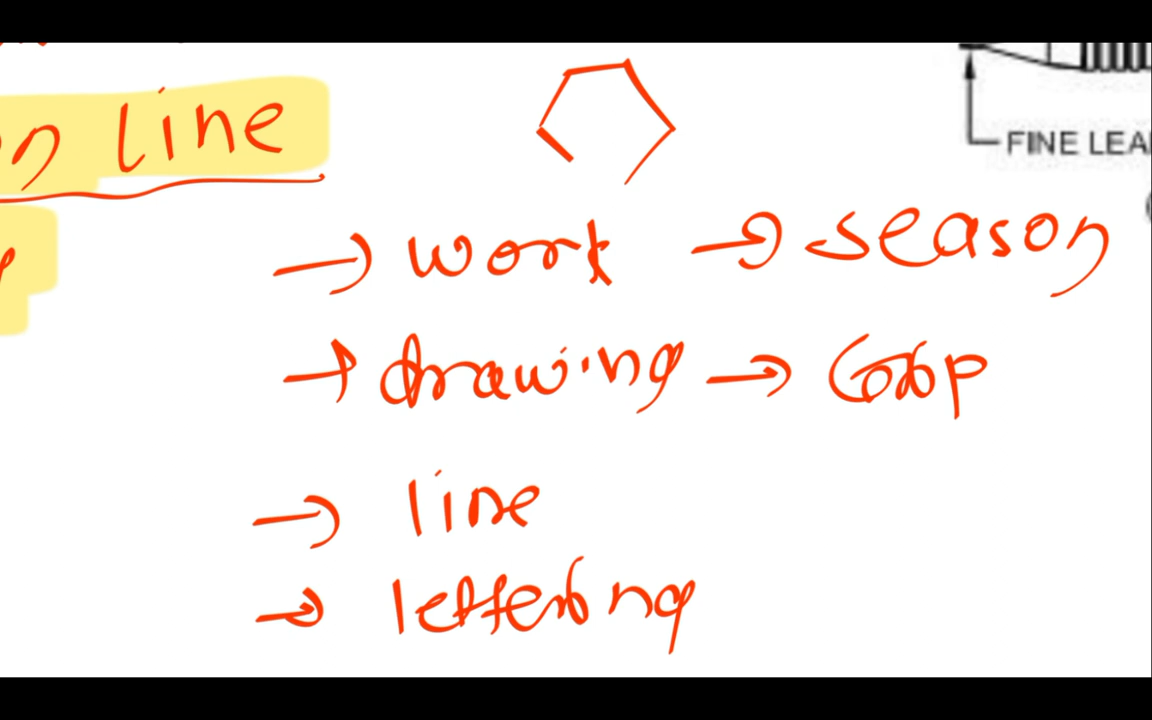 n line
FINE LEA
→ work → season
→ drawing →
→ line
→ lettering